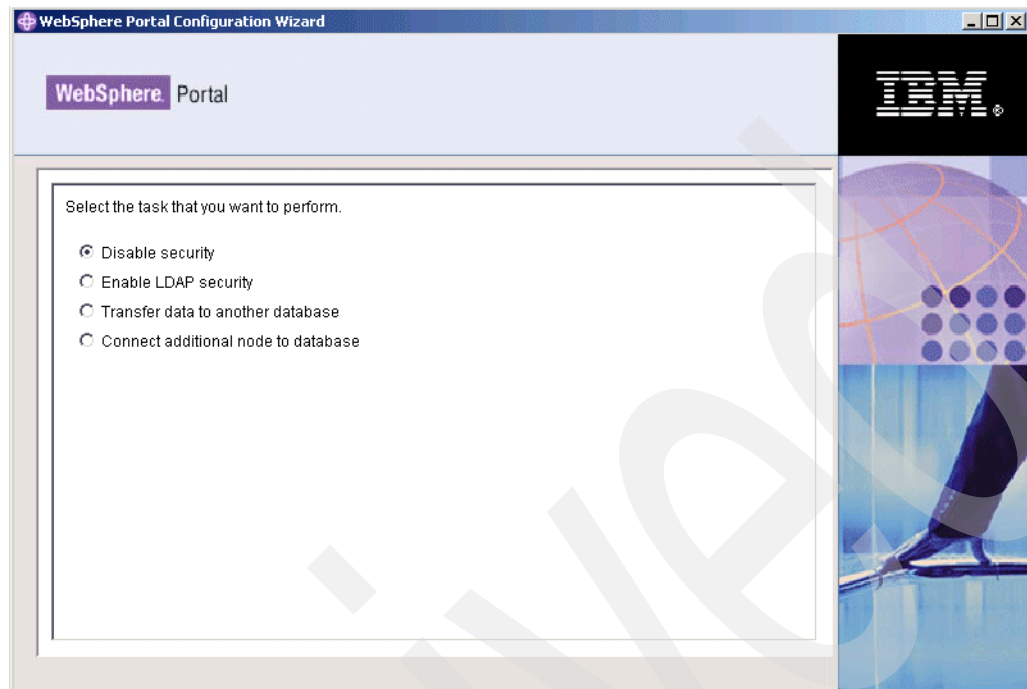 WebSphere Portal Configuration Wizard
WebSphere. Portal
IBM®
Select the task that you want to perform.
Disable security
Enable LDAP security
Transfer data to another database
Connect additional node to database